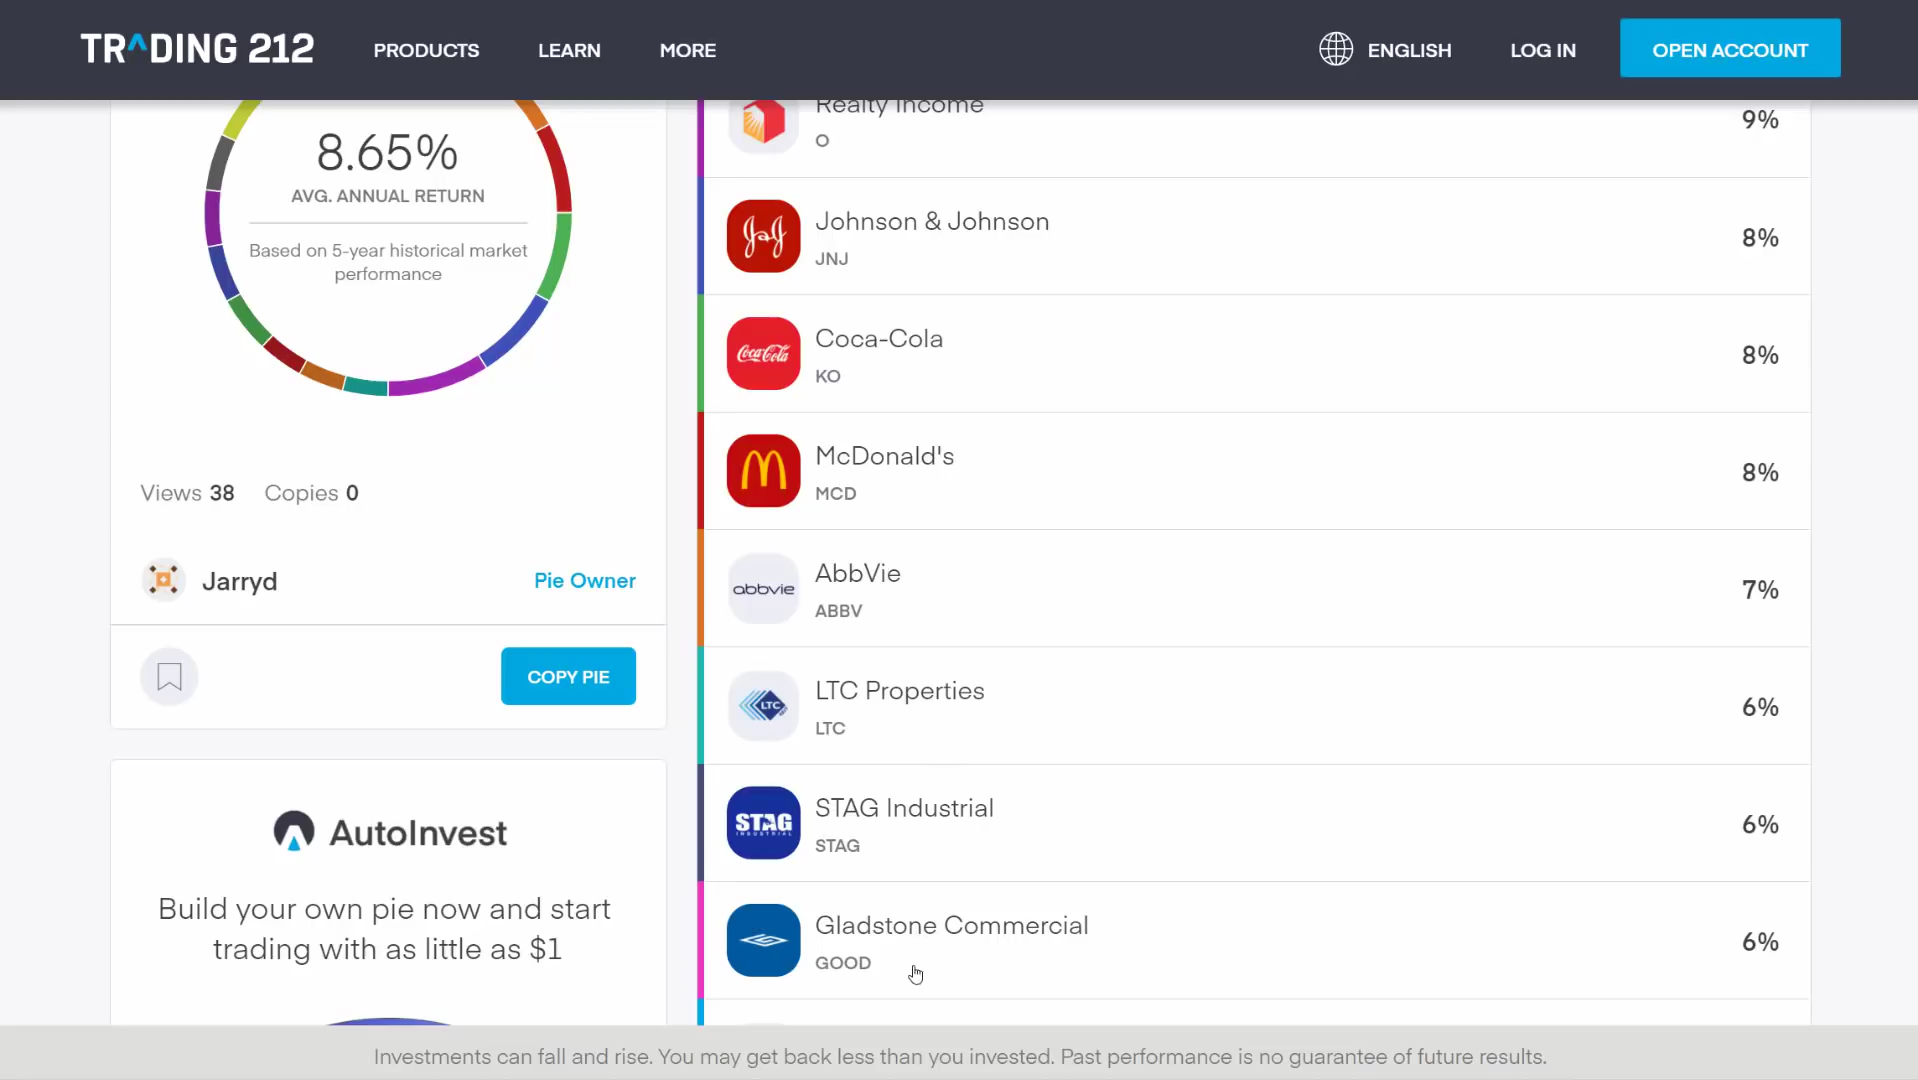 TRADING 212
PRODUCTS
LEARN
MORE
ENGLISH
LOG IN
OPEN ACCOUNT
8.65%
AVG. ANNUAL RETURN
Based on 5-year historical market
performance
Views 38
Copies 0
Jarryd
Pie Owner
COPY PIE
AutoInvest
Build your own pie now and start
trading with as little as $1
Realty Income
O
9%
J&J
Johnson & Johnson
JNJ
8%
Coca-Cola
Coca-Cola
KO
8%
McDonald's
MCD
8%
abbvie
AbbVie
ABBV
7%
LTC
LTC Properties
LTC
6%
STAG
INDUSTRIAL
STAG Industrial
STAG
6%
Gladstone Commercial
GOOD
6%
Investments can fall and rise. You may get back less than you invested. Past performance is no guarantee of future results.